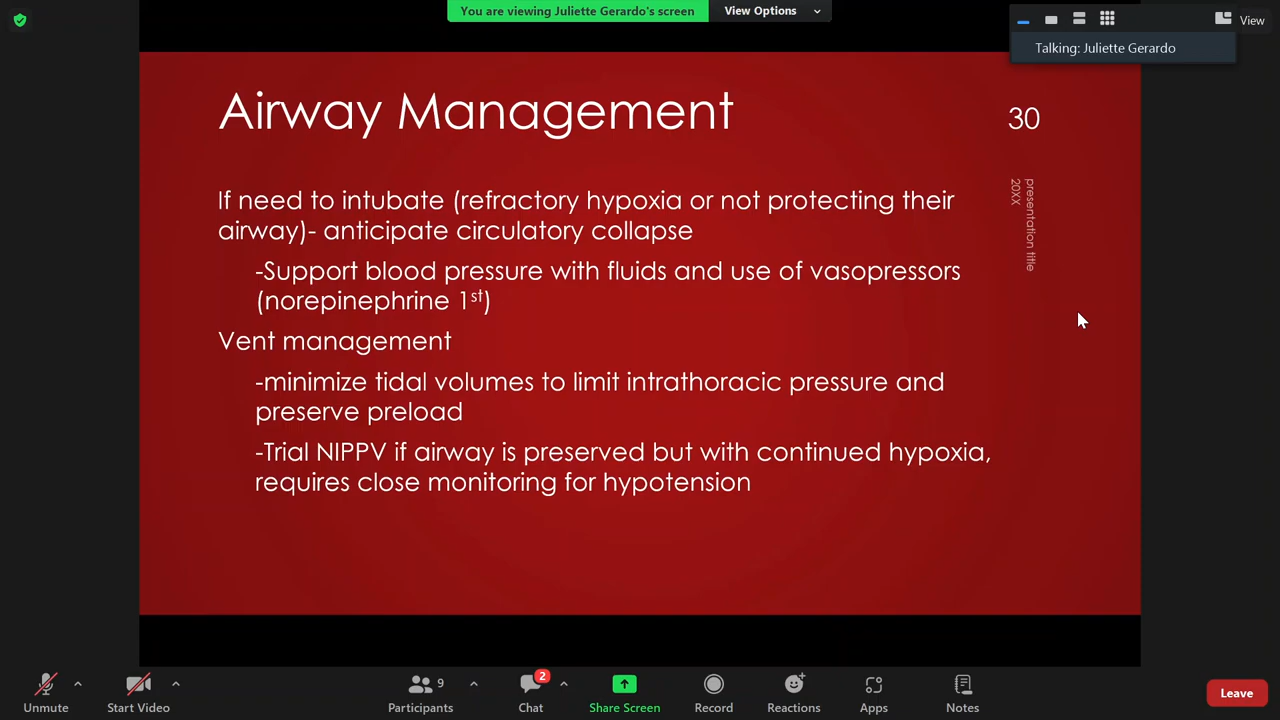 You are viewing Juliette Gerardo's screen
View Options
View
Talking: Juliette Gerardo
Airway Management
30
presentation title
20XX
If need to intubate (refractory hypoxia or not protecting their
airway)- anticipate circulatory collapse
-Support blood pressure with fluids and use of vasopressors
(norepinephrine 1st)
Vent management
-minimize tidal volumes to limit intrathoracic pressure and
preserve preload
-Trial NIPPV if airway is preserved but with continued hypoxia,
requires close monitoring for hypotension
Unmute
Start Video
9
Participants
2
Chat
Share Screen
Record
Reactions
Apps
Notes
Leave